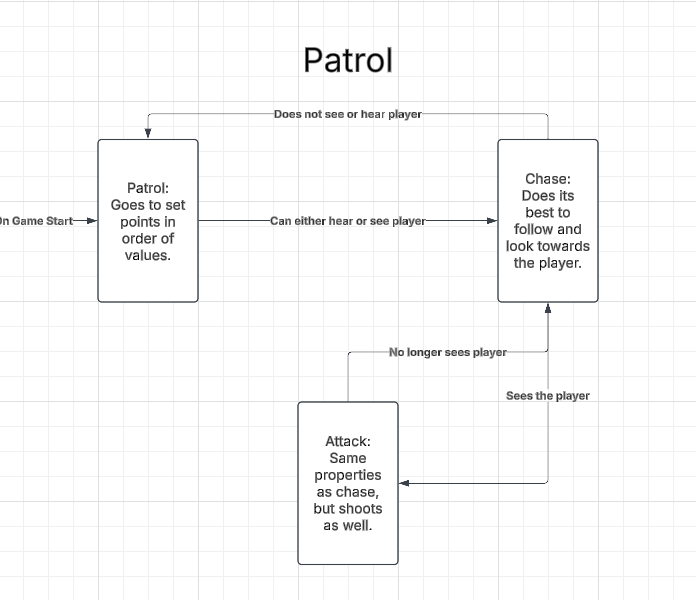 Patrol
Does not see or hear player
Patrol:
Goes to set
points in
order of
values.
On Game Start
Can either hear or see player
Chase:
Does its
best to
follow and
look towards
the player.
No longer sees player
Sees the player
Attack:
Same
properties
as chase,
but shoots
as well.